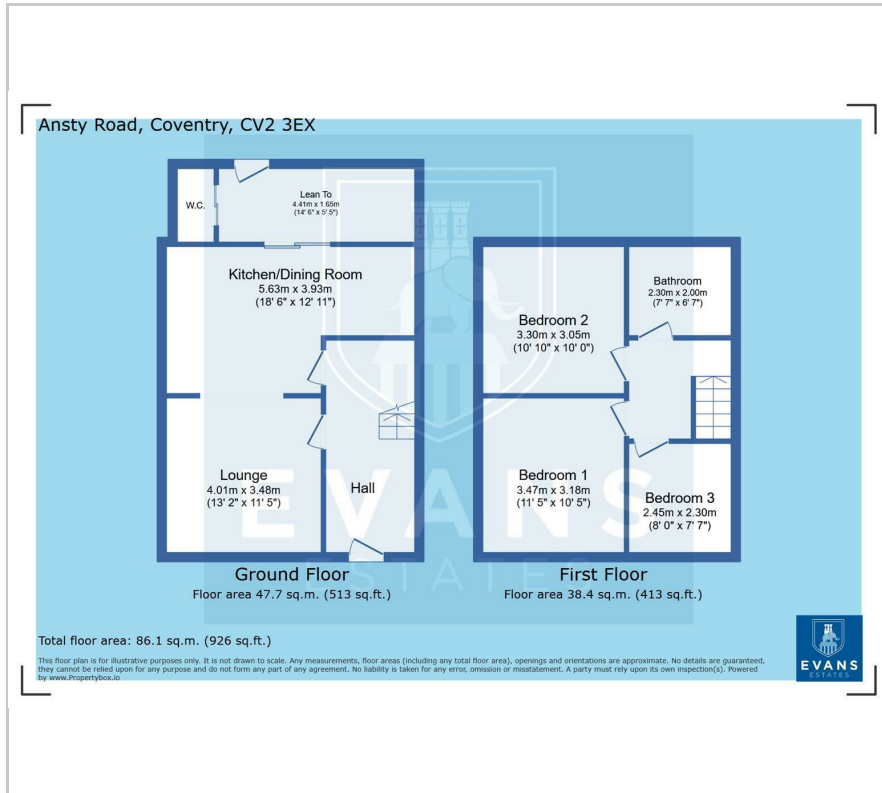 Ansty Road, Coventry, CV2 3EX
W.C.
Lean To
4.41m x 1.65m
(14' 6" x 5' 5")
Kitchen/Dining Room
5.63m x 3.93m
(18' 6" x 12' 11")
Lounge
4.01m x 3.48m
(13' 2" x 11' 5")
Hall
Ground Floor
Floor area 47.7 sq.m. (513 sq.ft.)
Bedroom 2
3.30m x 3.05m
(10' 10" x 10' 0")
Bathroom
2.30m x 2.00m
(7' 7" x 6' 7")
Bedroom 1
3.47m x 3.18m
(11' 5" x 10' 5")
Bedroom 3
2.45m x 2.30m
(8' 0" x 7' 7")
First Floor
Floor area 38.4 sq.m. (413 sq.ft.)
EVANS
ESTATES
Total floor area: 86.1 sq.m. (926 sq.ft.)
This floor plan is for illustrative purposes only. It is not drawn to scale. Any measurements, floor areas (including any total floor area), openings and orientations are approximate. No details are guaranteed,
they cannot be relied upon for any purpose and do not form any part of any agreement. No liability is taken for any error, omission or misstatement. A party must rely upon its own inspection(s). Powered
by www.Propertybox.io
EVANS
ESTATES